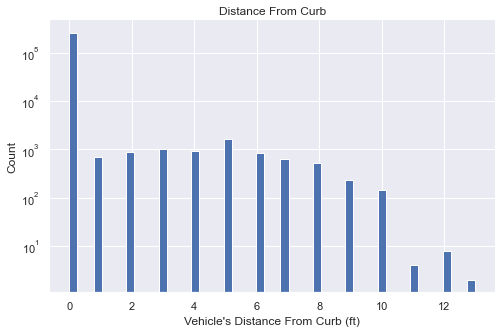 Distance From Curb
Count
10^5
10^4
10^3
10^2
10^1
0 2 4 6 8 10 12
Vehicle's Distance From Curb (ft)